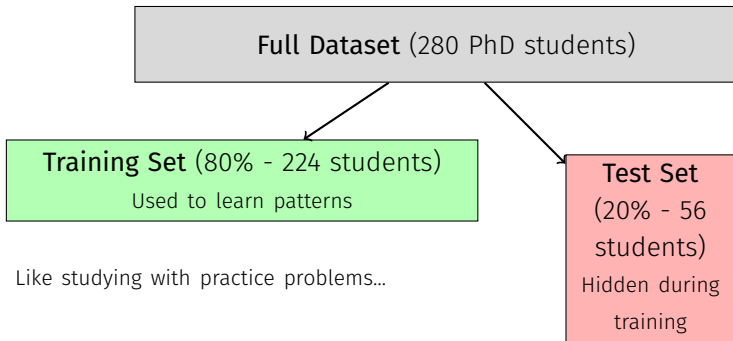 Full Dataset (280 PhD students)
Training Set (80% - 224 students)
Used to learn patterns
Test Set
(20% - 56
students)
Hidden during
training
Like studying with practice problems...